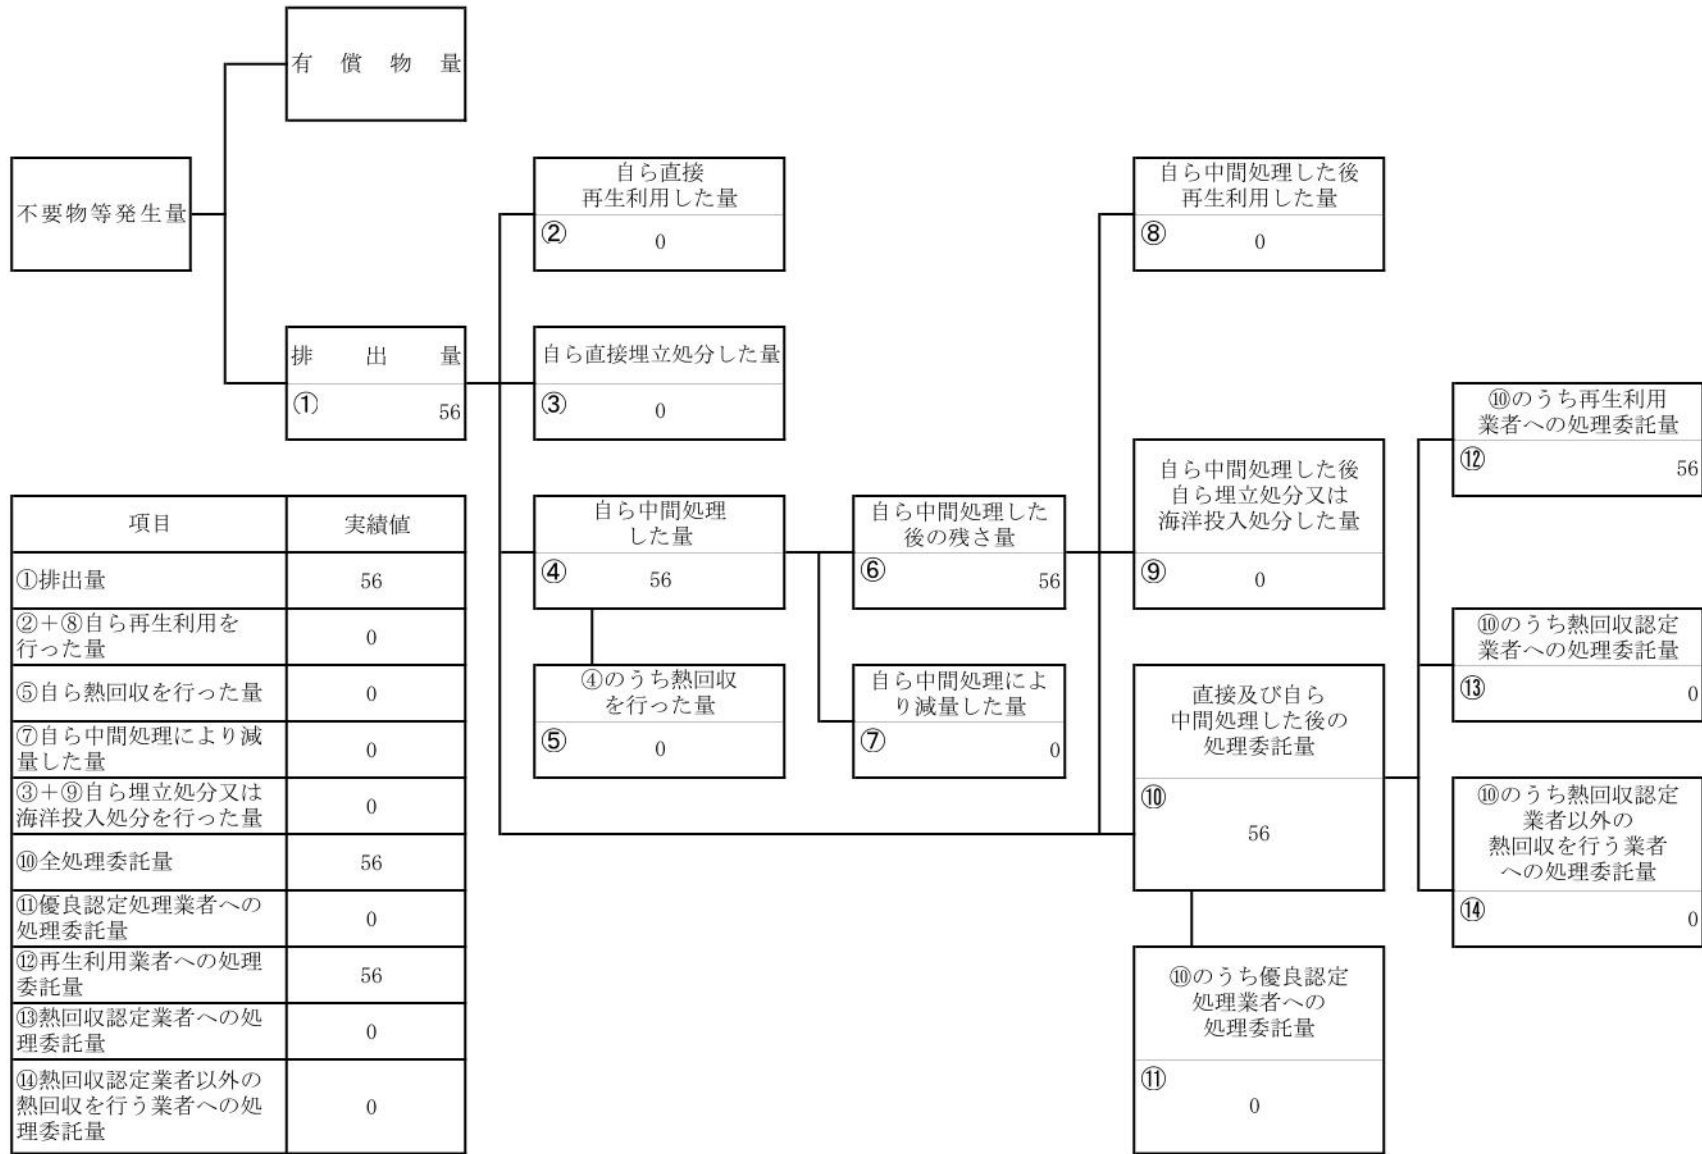 有償物量
不要物等発生量
排出量
①
56
自ら直接
再生利用した量
②
0
自ら直接埋立処分した量
③
0
自ら中間処理
した量
④
56
④のうち熱回収
を行った量
⑤
0
自ら中間処理した
後の残さ量
⑥
56
自ら中間処理によ
り減量した量
⑦
0
自ら中間処理した後
再生利用した量
⑧
0
自ら中間処理した後
自ら埋立処分又は
海洋投入処分した量
⑨
0
直接及び自ら
中間処理した後の
処理委託量
⑩
56
⑩のうち優良認定
処理業者への
処理委託量
⑪
0
⑩のうち再生利用
業者への処理委託量
⑫
56
⑩のうち熱回収認定
業者への処理委託量
⑬
0
⑩のうち熱回収認定
業者以外の
熱回収を行う業者
への処理委託量
⑭
0
項目 実績値
①排出量 56
②+⑧自ら再生利用を
行った量
0
⑤自ら熱回収を行った量 0
⑦自ら中間処理により減
量した量
0
③+⑨自ら埋立処分又は
海洋投入処分を行った量
0
⑩全処理委託量 56
⑪優良認定処理業者への
処理委託量
0
⑫再生利用業者への処理
委託量
56
⑬熱回収認定業者への処
理委託量
0
⑭熱回収認定業者以外の
熱回収を行う業者への処
理委託量
0